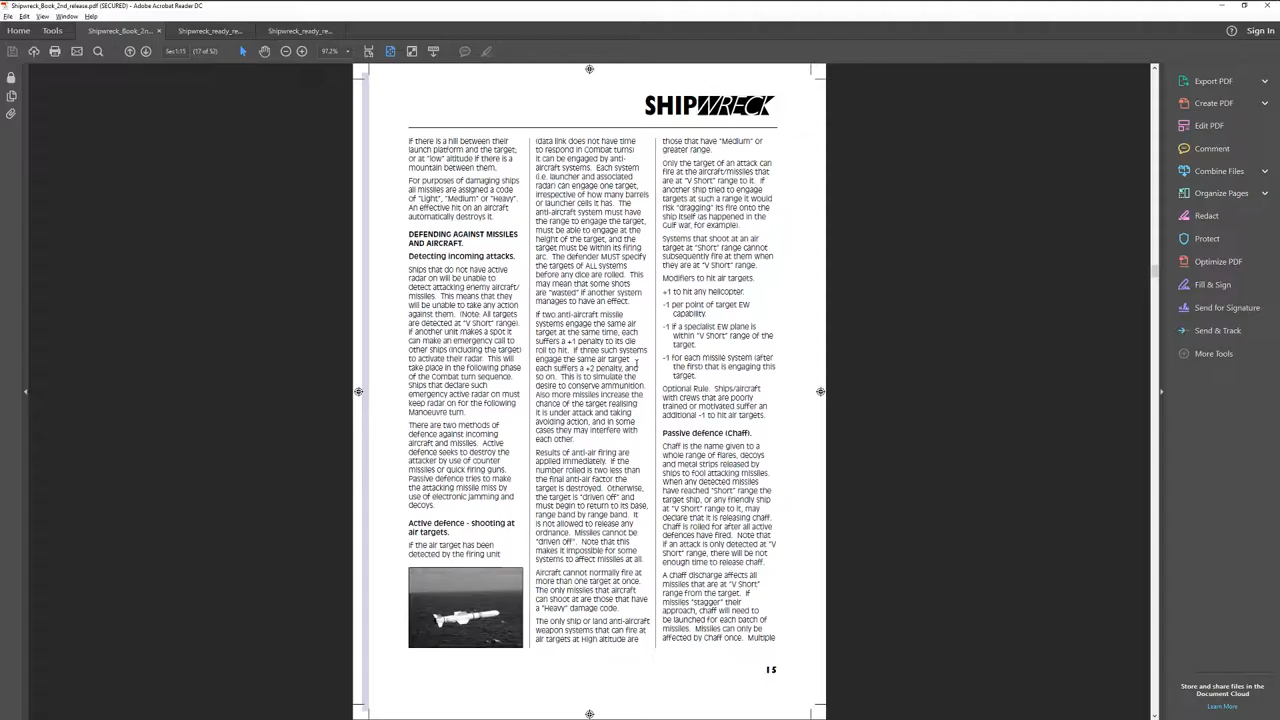 Shipwreck_Book_2nd_release.pdf (SECURED) - Adobe Acrobat Reader DC
File Edit View Window Help
Home Tools Shipwreck_Book_2n... × Shipwreck_ready_re... Shipwreck_ready_re...
Sign In
Sec1:15 (17 of 52) 97.2%
SHIPWRECK
If there is a hill between their
launch platform and the target;
or at "low" altitude if there is a
mountain between them.
For purposes of damaging ships
all missiles are assigned a code
of "Light", "Medium" or "Heavy".
An effective hit on an aircraft
automatically destroys it.
DEFENDING AGAINST MISSILES
AND AIRCRAFT.
Detecting incoming attacks.
Ships that do not have active
radar on will be unable to
detect attacking enemy aircraft/
missiles. This means that they
will be unable to take any action
against them. (Note: All targets
are detected at "V Short" range).
If another unit makes a spot it
can make an emergency call to
other ships (including the target)
to activate their radar. This will
take place in the following phase
of the Combat turn sequence.
Ships that declare such
emergency active radar on must
keep radar on for the following
Manoeuvre turn.
There are two methods of
defence against incoming
aircraft and missiles. Active
defence seeks to destroy the
attacker by use of counter
missiles or quick firing guns.
Passive defence tries to make
the attacking missile miss by
use of electronic jamming and
decoys.
Active defence - shooting at
air targets.
If the air target has been
detected by the firing unit
(data link does not have time
to respond in Combat turns)
it can be engaged by anti-
aircraft systems. Each system
(i.e. launcher and associated
radar) can engage one target,
irrespective of how many barrels
or launcher cells it has. The
anti-aircraft system must have
the range to engage the target,
must be able to engage at the
height of the target, and the
target must be within its firing
arc. The defender MUST specify
the targets of ALL systems
before any dice are rolled. This
may mean that some shots
are "wasted" if another system
manages to have an effect.
If two anti-aircraft missile
systems engage the same air
target at the same time, each
suffers a +1 penalty to its die
roll to hit. If three such systems
engage the same air target
each suffers a +2 penalty, and
so on. This is to simulate the
desire to conserve ammunition.
Also more missiles increase the
chance of the target realising
it is under attack and taking
avoiding action, and in some
cases they may interfere with
each other.
Results of anti-air firing are
applied immediately. If the
number rolled is two less than
the final anti-air factor the
target is destroyed. Otherwise,
the target is "driven off" and
must begin to return to its base,
range band by range band. It
is not allowed to release any
ordnance. Missiles cannot be
"driven off". Note that this
makes it impossible for some
systems to affect missiles at all.
Aircraft cannot normally fire at
more than one target at once.
The only missiles that aircraft
can shoot at are those that have
a "Heavy" damage code.
The only ship or land anti-aircraft
weapon systems that can fire at
air targets at High altitude are
those that have "Medium" or
greater range.
Only the target of an attack can
fire at the aircraft/missiles that
are at "V Short" range to it. If
another ship tried to engage
targets at such a range it would
risk "dragging" its fire onto the
ship itself (as happened in the
Gulf war, for example).
Systems that shoot at an air
target at "Short" range cannot
subsequently fire at them when
they are at "V Short" range.
Modifiers to hit air targets.
+1 to hit any helicopter.
-1 per point of target EW
capability.
-1 if a specialist EW plane is
within "V Short" range of the
target.
-1 for each missile system (after
the first) that is engaging this
target.
Optional Rule. Ships/aircraft
with crews that are poorly
trained or motivated suffer an
additional -1 to hit air targets.
Passive defence (Chaff).
Chaff is the name given to a
whole range of flares, decoys
and metal strips released by
ships to fool attacking missiles.
When any detected missiles
have reached "Short" range the
target ship, or any friendly ship
at "V Short" range to it, may
declare that it is releasing chaff.
Chaff is rolled for after all active
defences have fired. Note that
if an attack is only detected at "V
Short" range, there will be not
enough time to release chaff.
A chaff discharge affects all
missiles that are at "V Short"
range from the target. If
missiles "stagger" their
approach, chaff will need to
be launched for each batch of
missiles. Missiles can only be
affected by Chaff once. Multiple
15
Export PDF
Create PDF
Edit PDF
Comment
Combine Files
Organize Pages
Redact
Protect
Optimize PDF
Fill & Sign
Send for Signature
Send & Track
More Tools
Store and share files in the
Document Cloud
Learn More